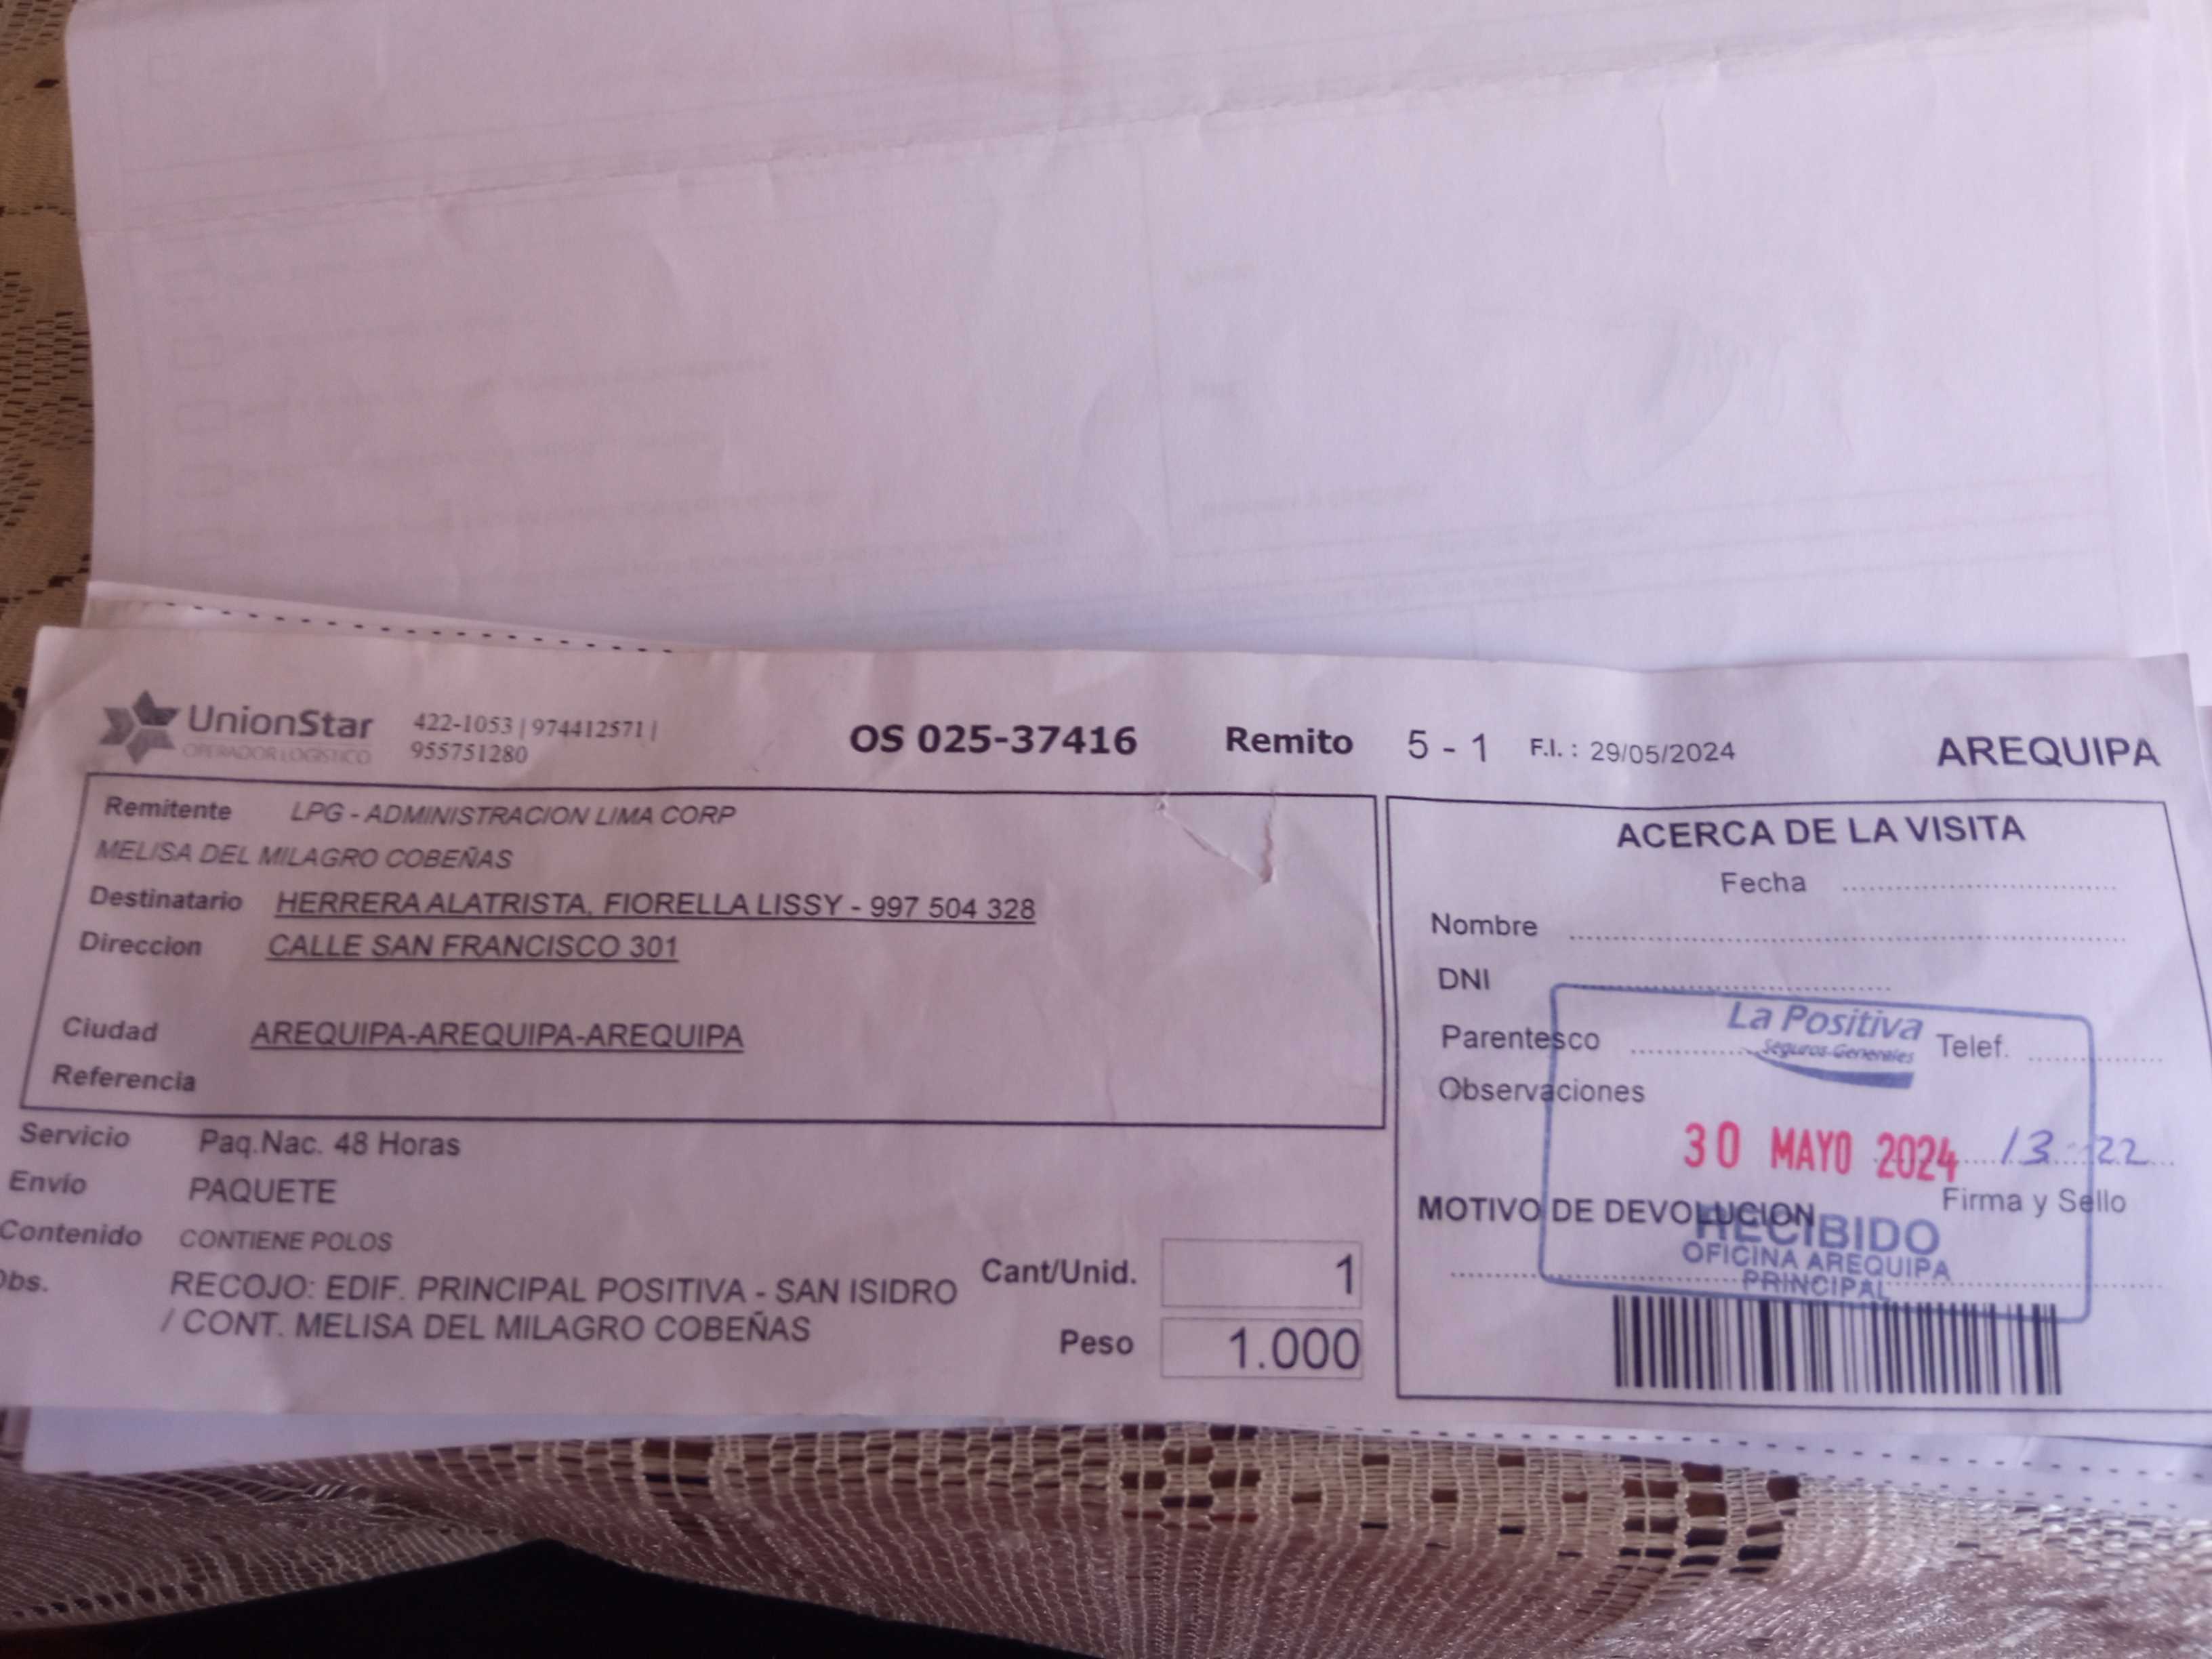 UnionStar
OPERADOR LOGISTICO
422-1053 | 974412571 |
955751280
OS 025-37416
Remito 5 - 1
F.I. : 29/05/2024
AREQUIPA
Remitente LPG - ADMINISTRACION LIMA CORP
MELISA DEL MILAGRO COBEÑAS
Destinatario HERRERA ALATRISTA, FIORELLA LISSY - 997 504 328
Direccion CALLE SAN FRANCISCO 301
Ciudad AREQUIPA-AREQUIPA-AREQUIPA
Referencia
Servicio Paq.Nac. 48 Horas
Envío PAQUETE
Contenido CONTIENE POLOS
Obs. RECOJO: EDIF. PRINCIPAL POSITIVA - SAN ISIDRO
/ CONT. MELISA DEL MILAGRO COBEÑAS
Cant/Unid. 1
Peso 1.000
ACERCA DE LA VISITA
Fecha
Nombre
DNI
Parentesco
Telef.
Observaciones
Firma y Sello
MOTIVO DE DEVOLUCION
La Positiva
Seguros Generales
30 MAYO 2024 13:22
RECIBIDO
OFICINA AREQUIPA
PRINCIPAL